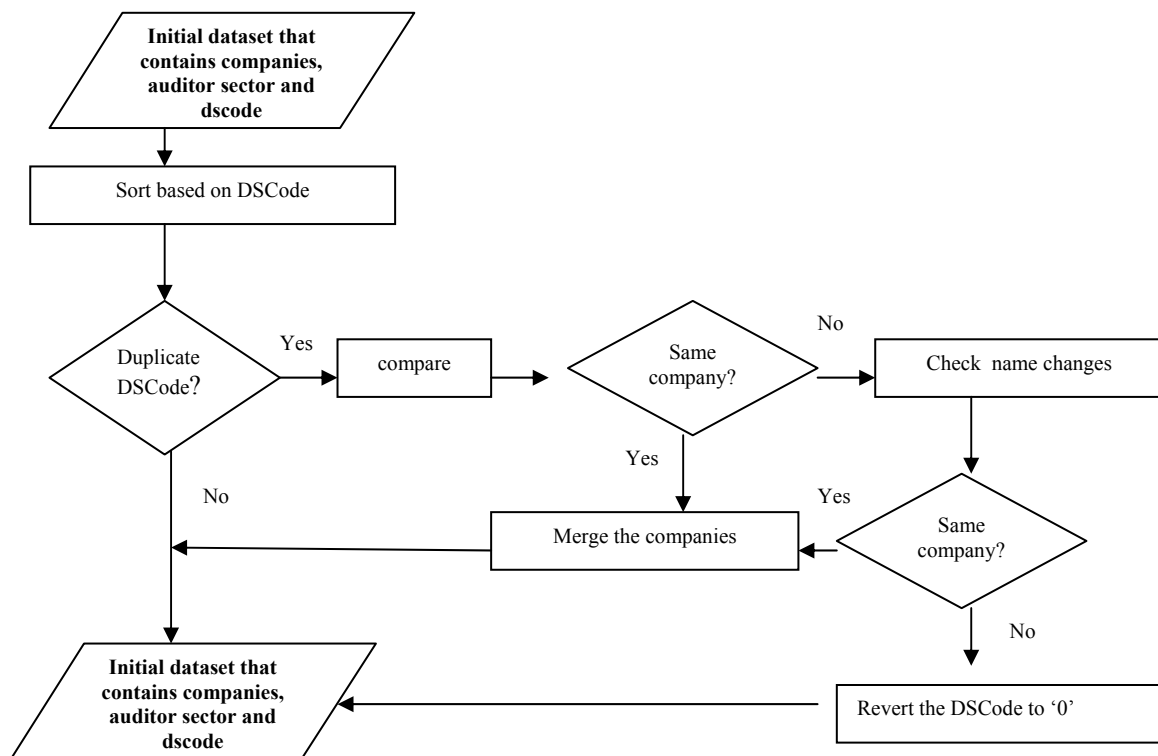 Initial dataset that
contains companies,
auditor sector and
dscode
Sort based on DSCode
Duplicate
DSCode?
Yes
compare
Same
company?
No
Check  name changes
Yes
No
Merge the companies
Yes
Same
company?
No
Initial dataset that
contains companies,
auditor sector and
dscode
Revert the DSCode to ‘0’